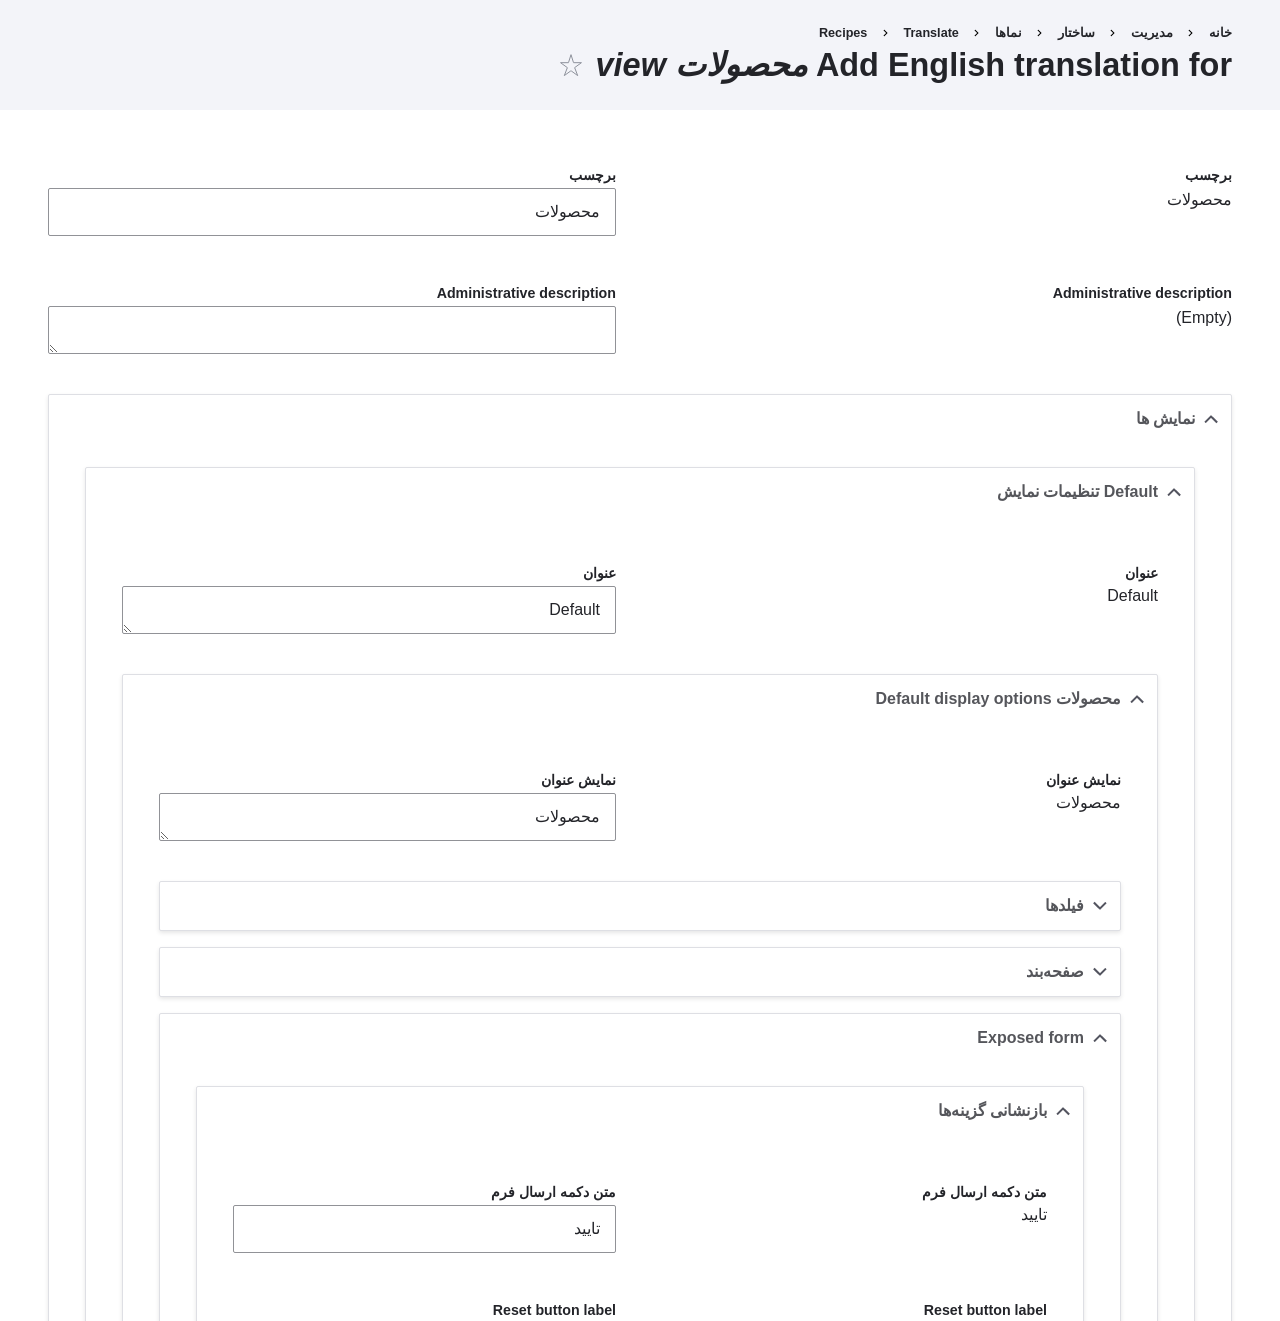 خانه › مدیریت › ساختار › نماها › Translate › Recipes
Add English translation for محصولات view ☆
برچسب
محصولات
برچسب
محصولات
Administrative description
(Empty)
Administrative description
نمایش ها
Default تنظیمات نمایش
عنوان
Default
عنوان
Default
محصولات Default display options
نمایش عنوان
محصولات
نمایش عنوان
محصولات
فیلدها
صفحه‌بند
Exposed form
بازنشانی گزینه‌ها
متن دکمه ارسال فرم
تایید
متن دکمه ارسال فرم
تایید
Reset button label
Reset button label